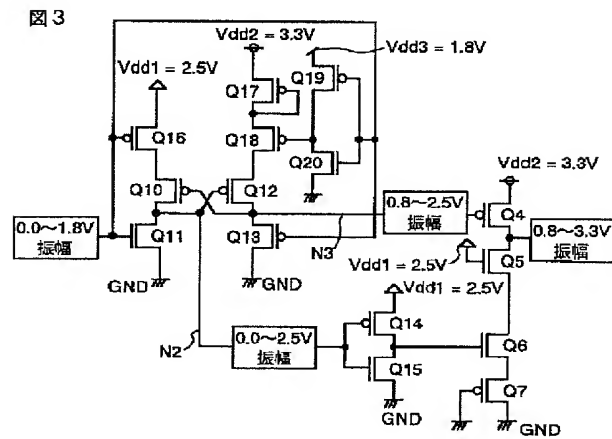 図3
Vdd2 = 3.3V
Vdd3 = 1.8V
Vdd1 = 2.5V
Q17
Q19
Q16
Q18
Q20
Vdd2 = 3.3V
Q10
Q12
0.8〜2.5V
振幅
Q4
0.0〜1.8V
振幅
Q11
Q13
N3
0.8〜3.3V
振幅
Q5
Vdd1 = 2.5V
GND
GND
Vdd1 = 2.5V
N2
0.0〜2.5V
振幅
Q14
Q15
Q6
Q7
GND
GND